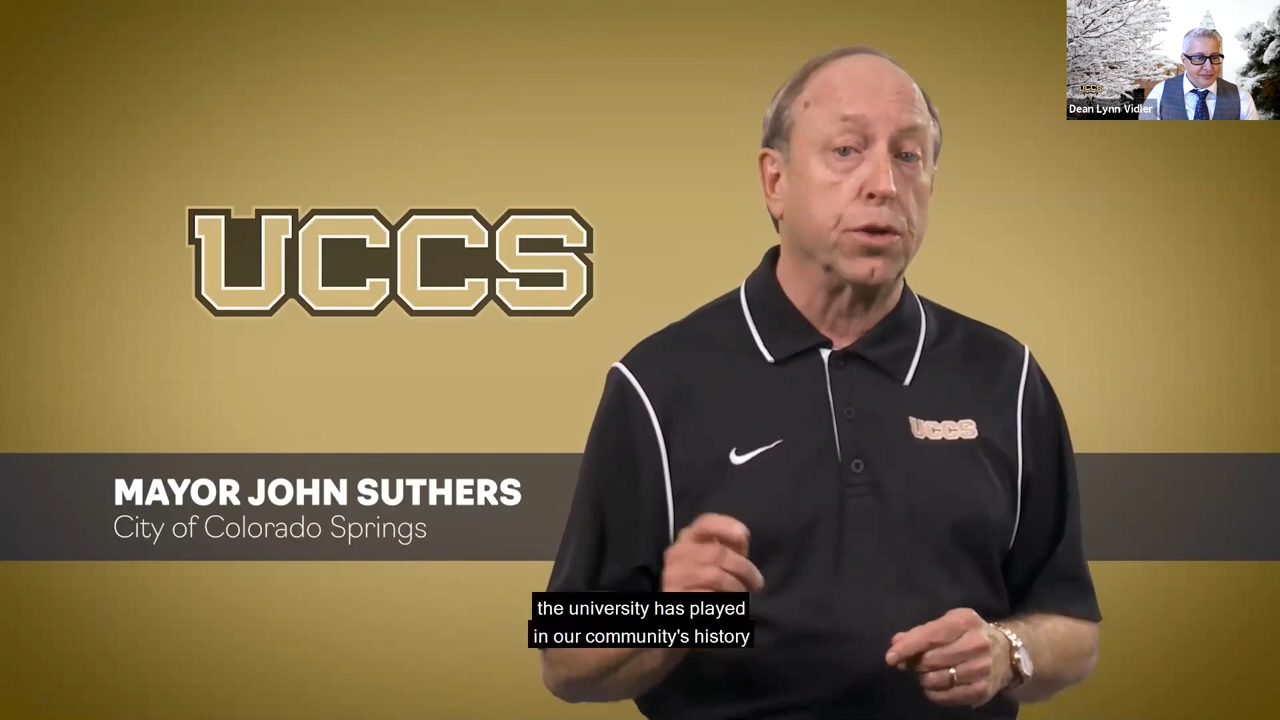 UCCS
Dean Lynn Vidler
UCCS
UCCS
MAYOR JOHN SUTHERS
City of Colorado Springs
the university has played
in our community's history